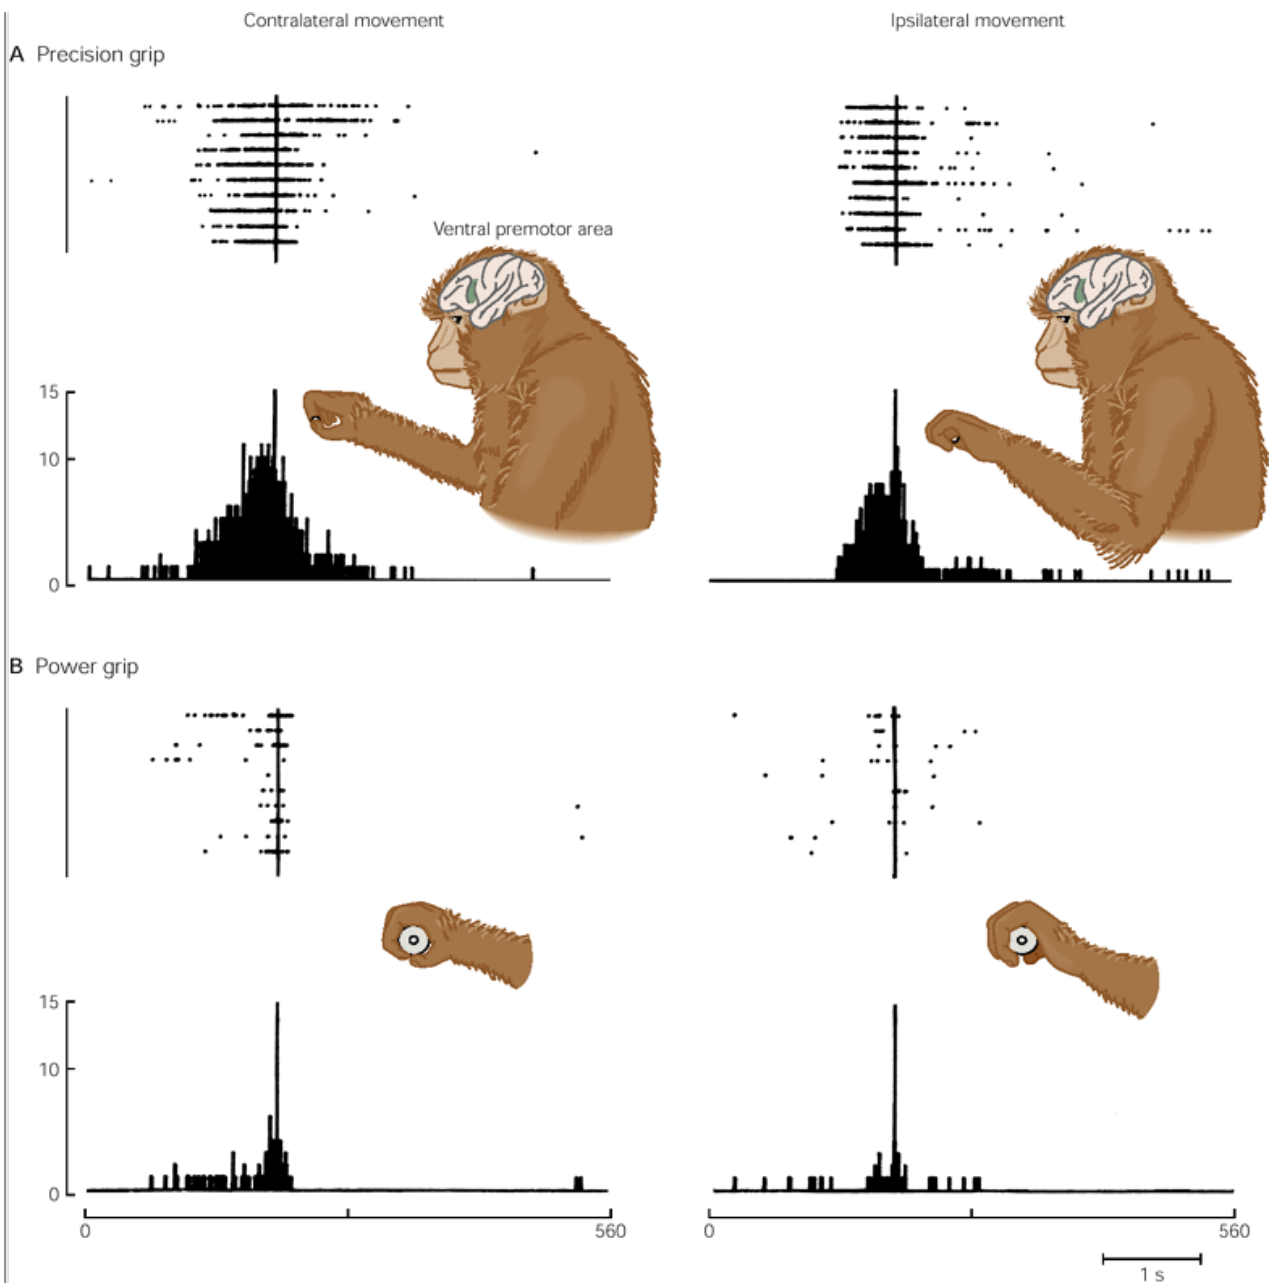 Contralateral movement
Ipsilateral movement
A Precision grip
Ventral premotor area
15
10
0
B Power grip
15
10
0
0
560
0
560
1 s